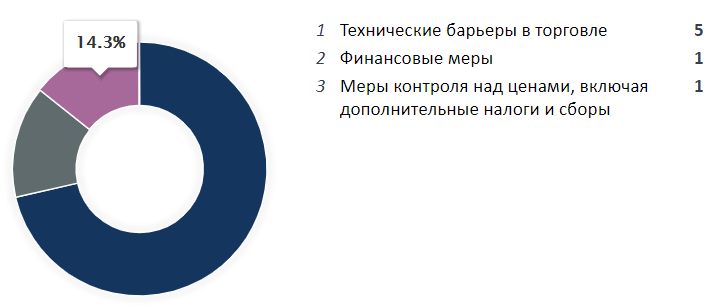 14.3%
1 Технические барьеры в торговле 5
2 Финансовые меры 1
3 Меры контроля над ценами, включая 1
дополнительные налоги и сборы